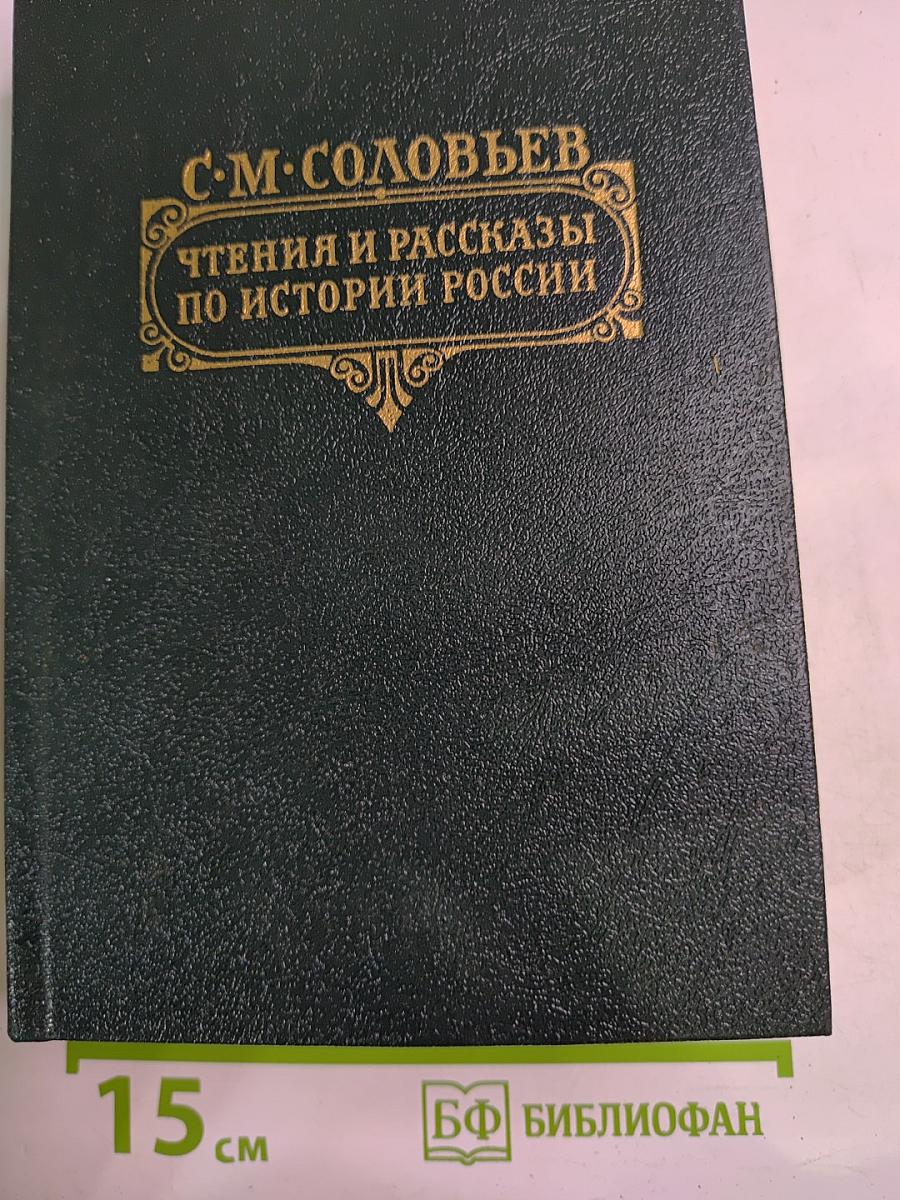 С·М·СОЛОВЬЕВ
ЧТЕНИЯ И РАССКАЗЫ
ПО ИСТОРИИ РОССИИ
15 см
БФ БИБЛИОФАН